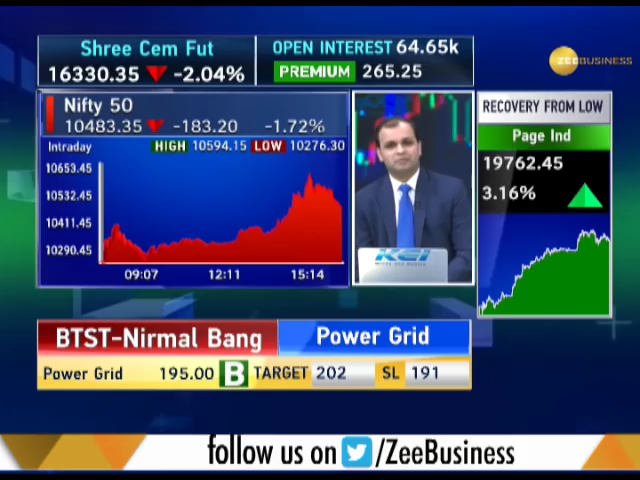 Shree Cem Fut
16330.35 -2.04%
OPEN INTEREST 64.65k
PREMIUM 265.25
ZEEBUSINESS
Nifty 50
10483.35 -183.20 -1.72%
Intraday HIGH 10594.15 LOW 10276.30
10653.45
10532.45
10411.45
10290.45
09:07 12:11 15:14
KEI
RECOVERY FROM LOW
Page Ind
19762.45
3.16%
BTST-Nirmal Bang Power Grid
Power Grid 195.00 B TARGET 202 SL 191
follow us on /ZeeBusiness